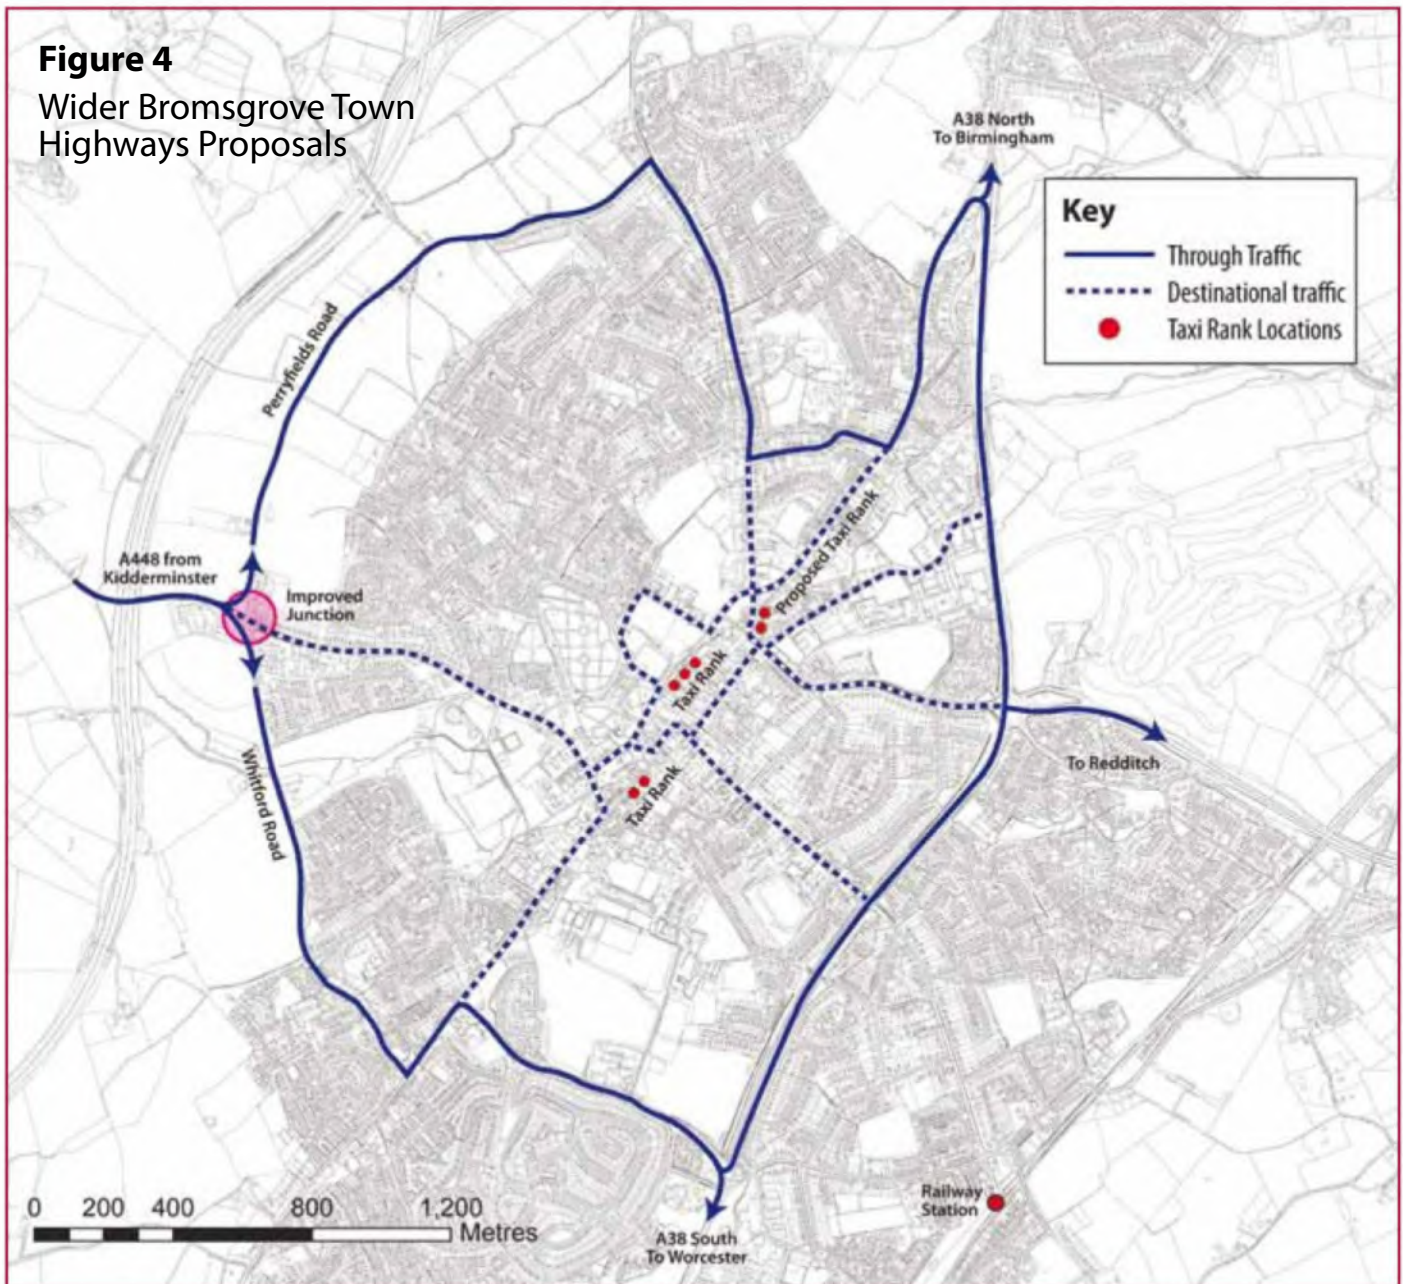 Figure 4
Wider Bromsgrove Town
Highways Proposals
A38 North
To Birmingham
Key
Through Traffic
Destinational traffic
Taxi Rank Locations
Perryfields Road
A448 from
Kidderminster
Improved
Junction
Proposed Taxi Rank
Taxi Rank
Taxi Rank
To Redditch
Whitford Road
Railway
Station
0 200 400 800 1,200
Metres
A38 South
To Worcester